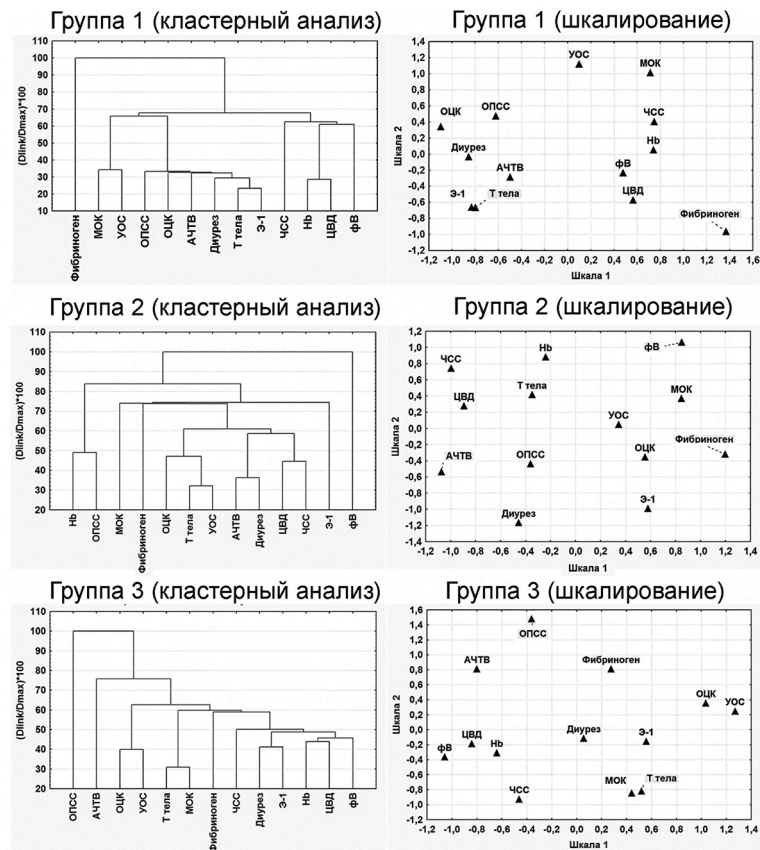 Группа 1 (кластерный анализ)
Группа 1 (шкалирование)
(Dlink/Dmax)*100
110
100
90
80
70
60
50
40
30
20
10
Фибриноген
МОК
УОС
ОПСС
ОЦК
АЧТВ
Диурез
Т тела
Э-1
ЧСС
Hb
ЦВД
фВ
Шкала 2
1,4
1,2
1,0
0,8
0,6
0,4
0,2
0,0
-0,2
-0,4
-0,6
-0,8
-1,0
-1,2
УОС
МОК
ОПСС
ОЦК
ЧСС
Hb
Диурез
АЧТВ
фВ
Э-1
Т тела
ЦВД
Фибриноген
-1,2 -1,0 -0,8 -0,6 -0,4 -0,2 0,0 0,2 0,4 0,6 0,8 1,0 1,2 1,4 1,6
Шкала 1
Группа 2 (кластерный анализ)
Группа 2 (шкалирование)
(Dlink/Dmax)*100
110
100
90
80
70
60
50
40
30
20
Hb
ОПСС
МОК
Фибриноген
ОЦК
Т тела
УОС
АЧТВ
Диурез
ЦВД
ЧСС
Э-1
фВ
Шкала 2
1,2
1,0
0,8
0,6
0,4
0,2
0,0
-0,2
-0,4
-0,6
-0,8
-1,0
-1,2
-1,4
фВ
Hb
ЧСС
Т тела
МОК
ЦВД
УОС
Фибриноген
АЧТВ
ОПСС
ОЦК
Э-1
Диурез
-1,2 -1,0 -0,8 -0,6 -0,4 -0,2 0,0 0,2 0,4 0,6 0,8 1,0 1,2 1,4
Шкала 1
Группа 3 (кластерный анализ)
Группа 3 (шкалирование)
(Dlink/Dmax)*100
110
100
90
80
70
60
50
40
30
20
ОПСС
АЧТВ
ОЦК
УОС
Т тела
МОК
Фибриноген
ЧСС
Диурез
Э-1
Hb
ЦВД
фВ
Шкала 2
1,6
1,4
1,2
1,0
0,8
0,6
0,4
0,2
0,0
-0,2
-0,4
-0,6
-0,8
-1,0
-1,2
ОПСС
АЧТВ
Фибриноген
ОЦК
УОС
Диурез
Э-1
ЦВД
Hb
фВ
МОК
Т тела
ЧСС
-1,2 -1,0 -0,8 -0,6 -0,4 -0,2 0,0 0,2 0,4 0,6 0,8 1,0 1,2 1,4
Шкала 1